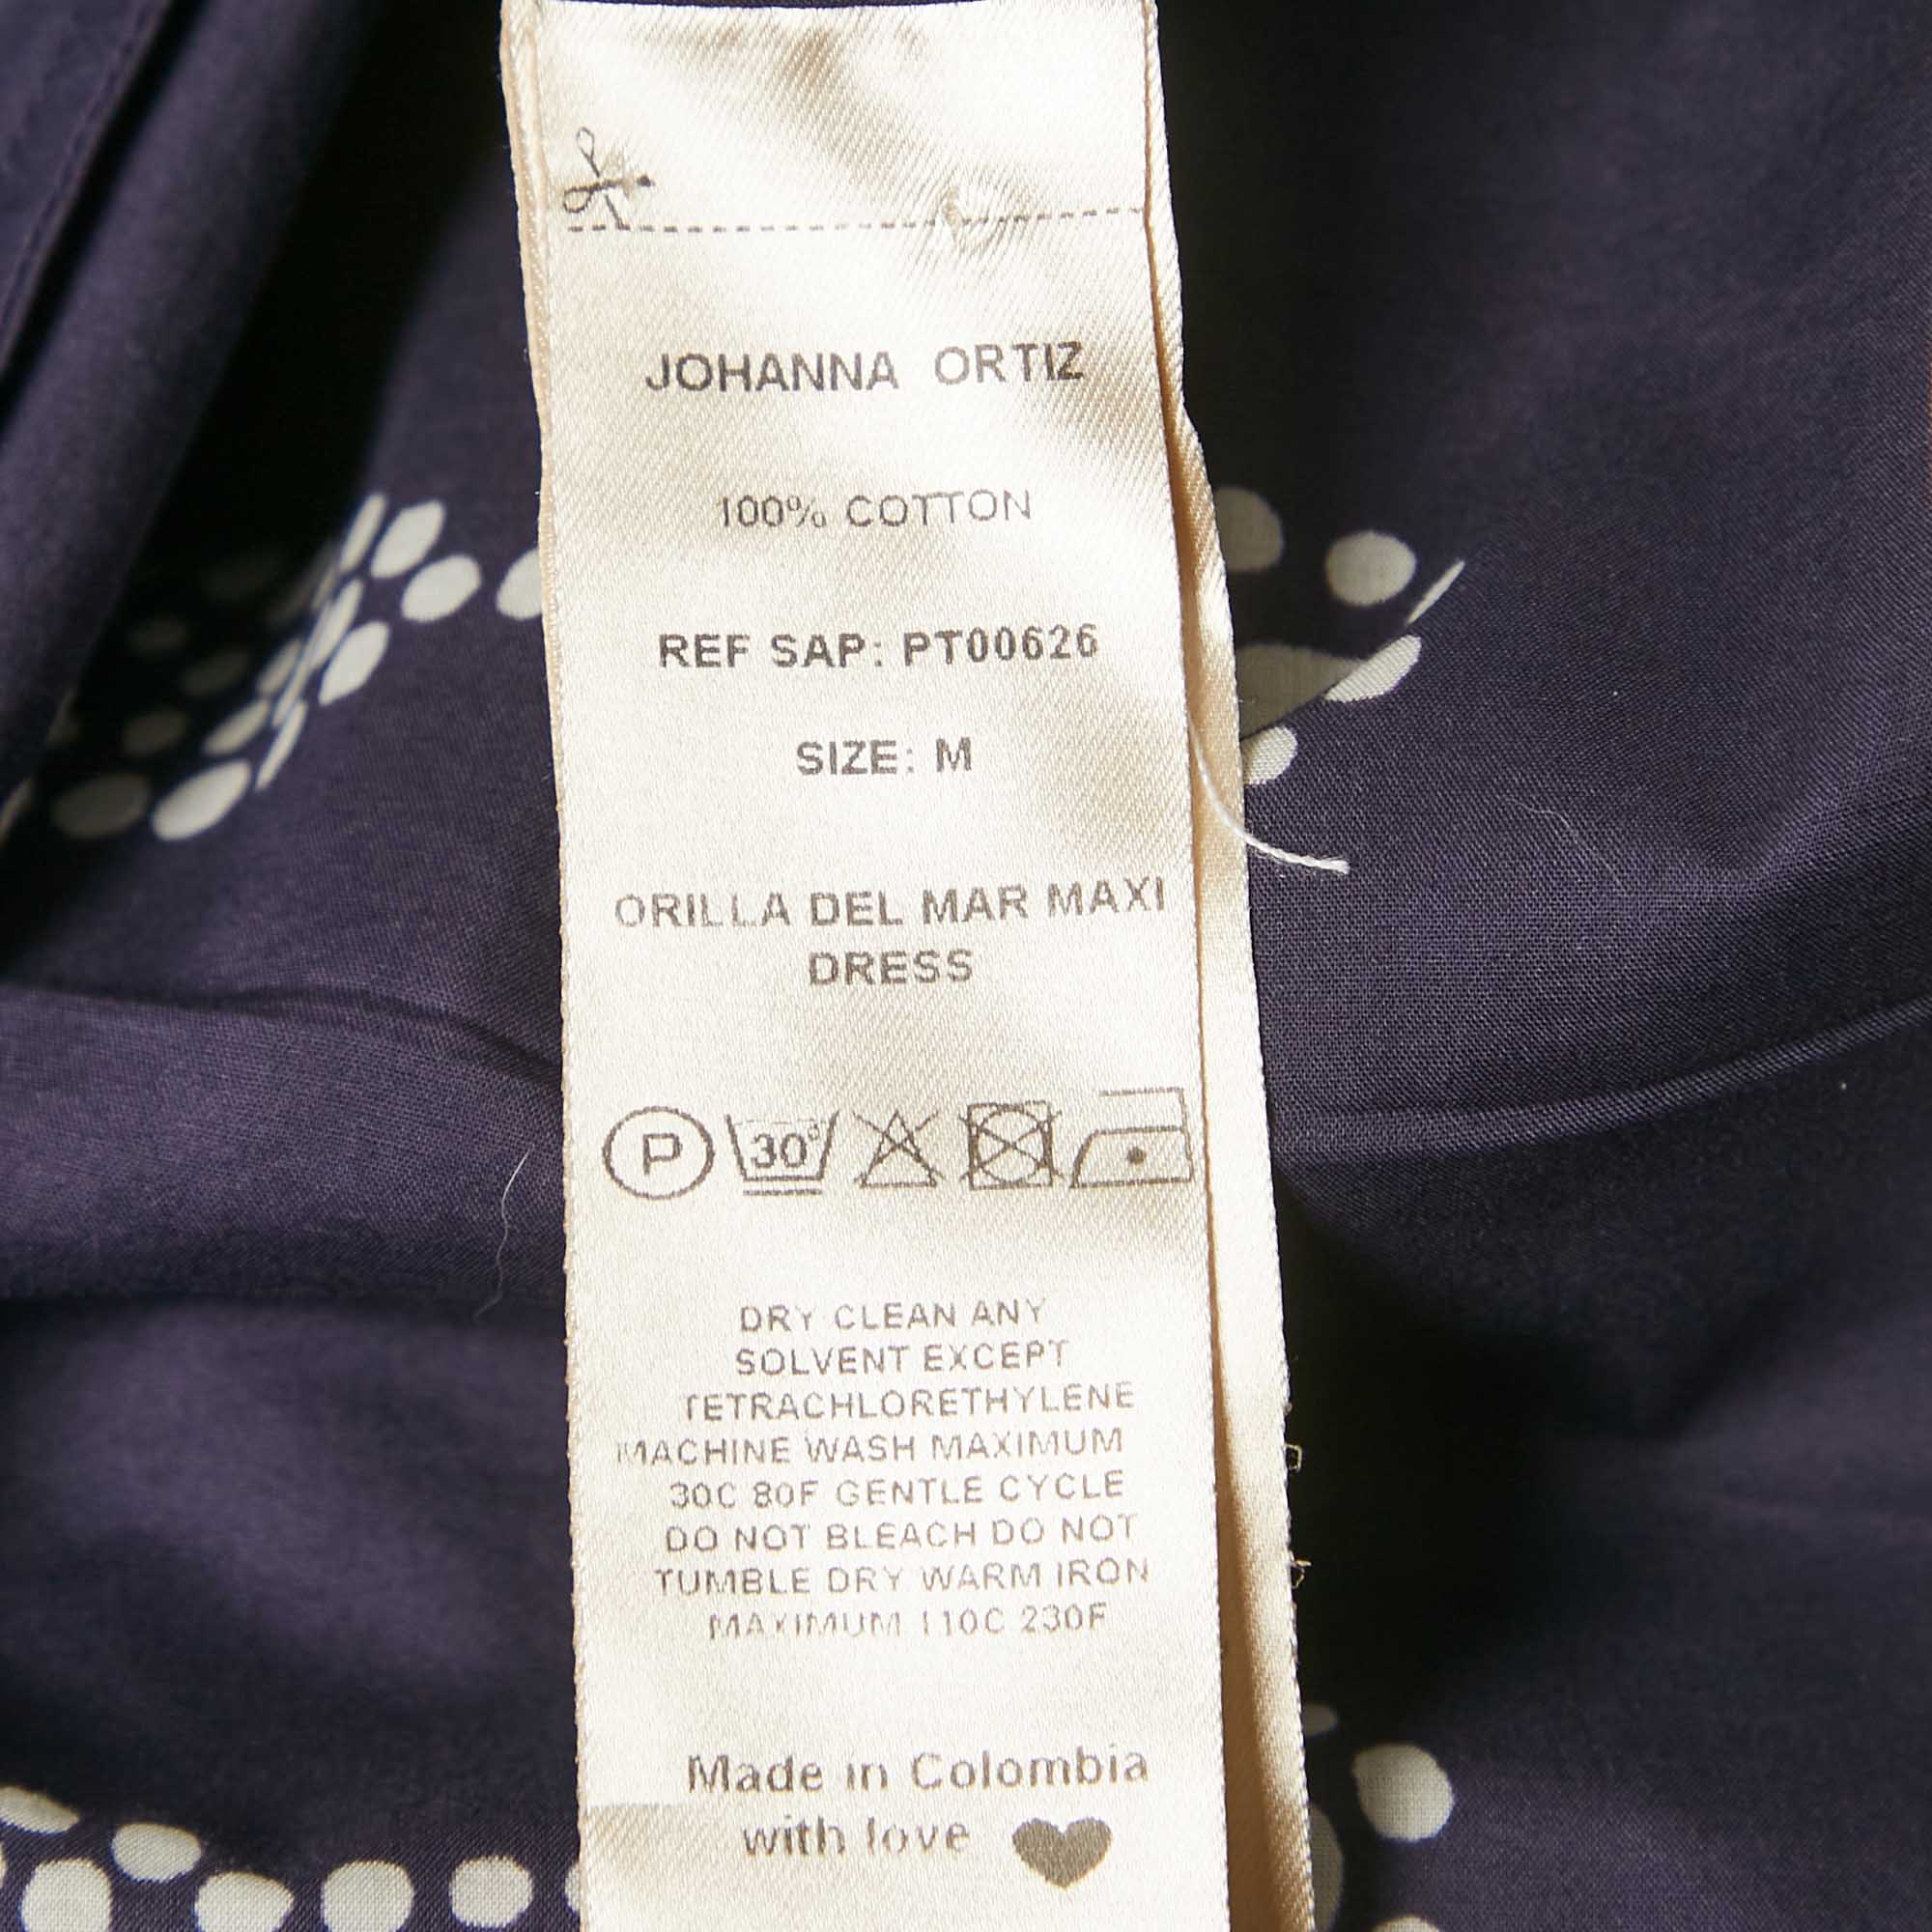 JOHANNA ORTIZ
100% COTTON
REF SAP: PT00626
SIZE: M
ORILLA DEL MAR MAXI
DRESS
P 30°
DRY CLEAN ANY
SOLVENT EXCEPT
TETRACHLORETHYLENE
MACHINE WASH MAXIMUM
30C 80F GENTLE CYCLE
DO NOT BLEACH DO NOT
TUMBLE DRY WARM IRON
MAXIMUM 110C 230F
Made in Colombia
with love